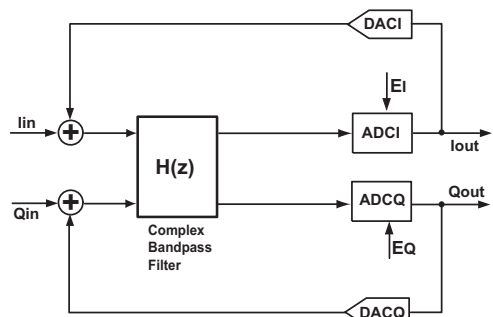 DACI
EI
Iin
+
ADCI
Iout
H(z)
Qin
+
ADCQ
Qout
Complex
Bandpass
Filter
EQ
DACQ